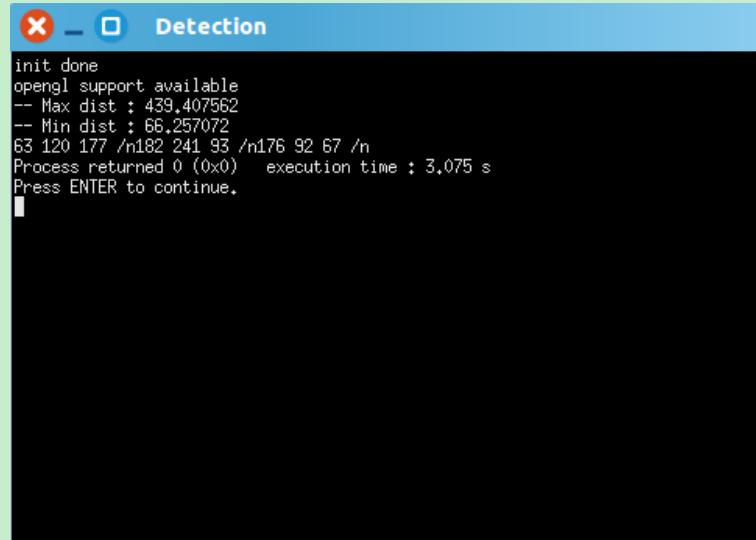 Detection
init done
opengl support available
-- Max dist : 439.407562
-- Min dist : 66.257072
63 120 177 /n182 241 93 /n176 92 67 /n
Process returned 0 (0x0)   execution time : 3.075 s
Press ENTER to continue.